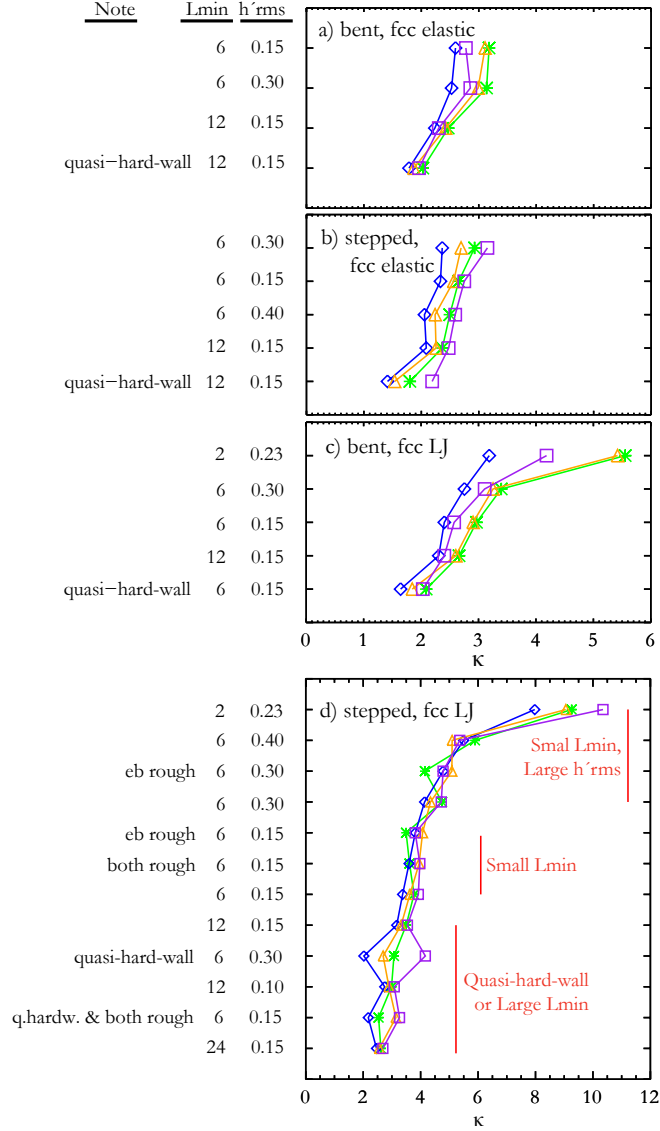 Note Lmin h´rms
a) bent, fcc elastic
6 0.15
6 0.30
12 0.15
quasi−hard-wall 12 0.15
b) stepped,
fcc elastic
6 0.30
6 0.15
6 0.40
12 0.15
quasi−hard-wall 12 0.15
c) bent, fcc LJ
2 0.23
6 0.30
6 0.15
12 0.15
quasi−hard-wall 6 0.15
0 1 2 3 4 5 6
κ
d) stepped, fcc LJ
2 0.23
6 0.40
eb rough 6 0.30
6 0.30
eb rough 6 0.15
both rough 6 0.15
6 0.15
12 0.15
quasi-hard-wall 6 0.30
12 0.10
q.hardw. & both rough 6 0.15
24 0.15
Smal Lmin,
Large h´rms
Small Lmin
Quasi-hard-wall
or Large Lmin
0 2 4 6 8 10 12
κ